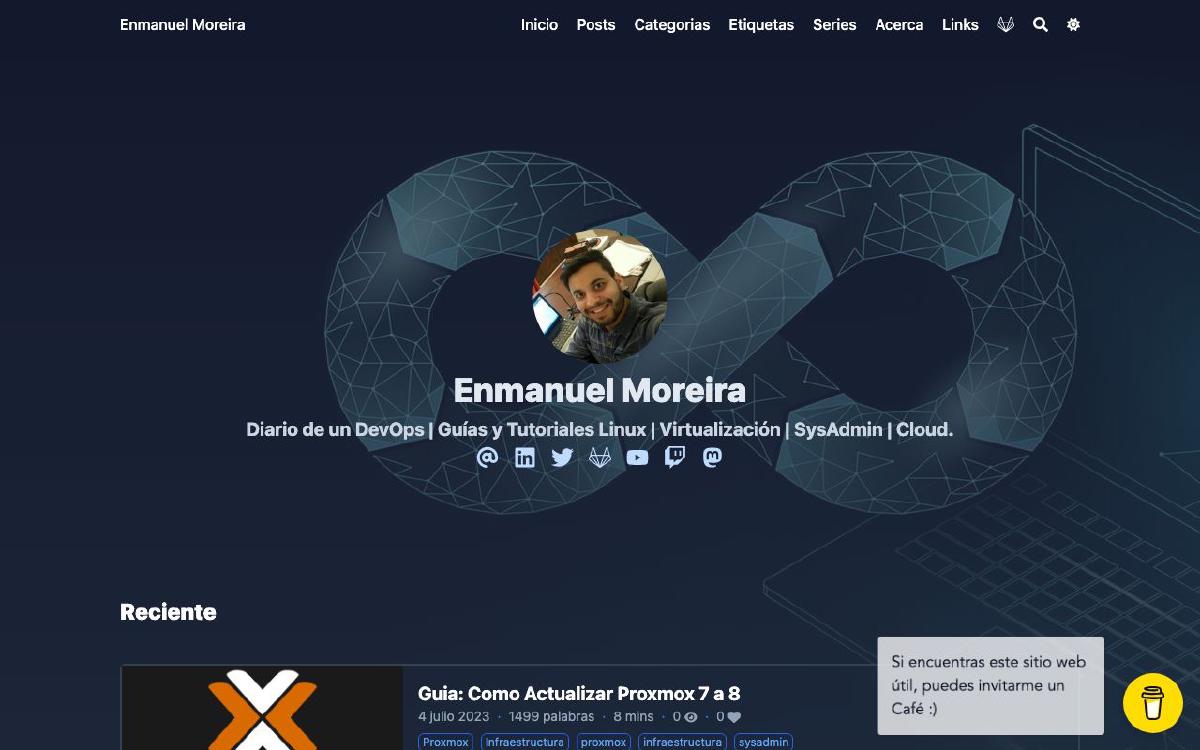 Enmanuel Moreira
Inicio Posts Categorias Etiquetas Series Acerca Links
Enmanuel Moreira
Diario de un DevOps | Guías y Tutoriales Linux | Virtualización | SysAdmin | Cloud.
Reciente
Guia: Como Actualizar Proxmox 7 a 8
4 julio 2023 · 1499 palabras · 8 mins · 0 · 0
Proxmox Infraestructura proxmox infraestructura sysadmin
Si encuentras este sitio web
útil, puedes invitarme un
Café :)